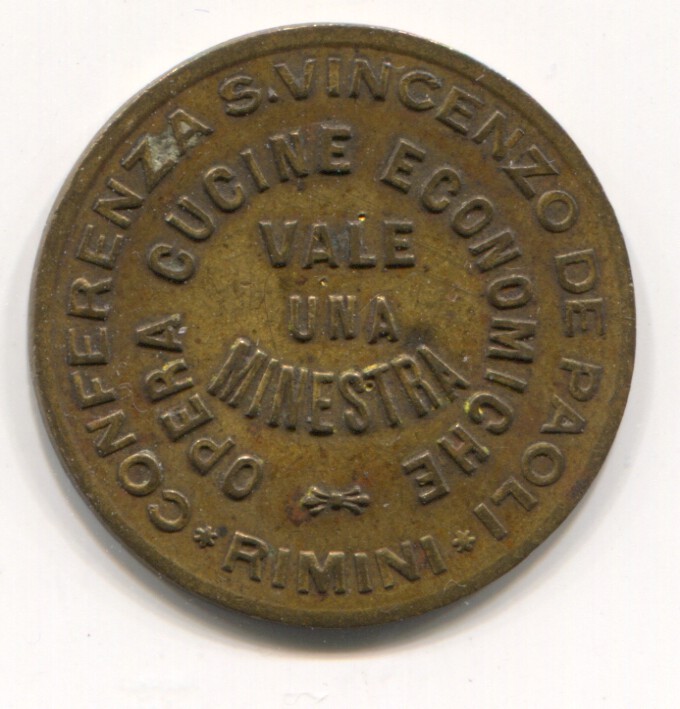 CONFERENZA S. VINCENZO DE PAOLI
* RIMINI *
OPERA CUCINE ECONOMICHE
VALE
UNA
MINESTRA